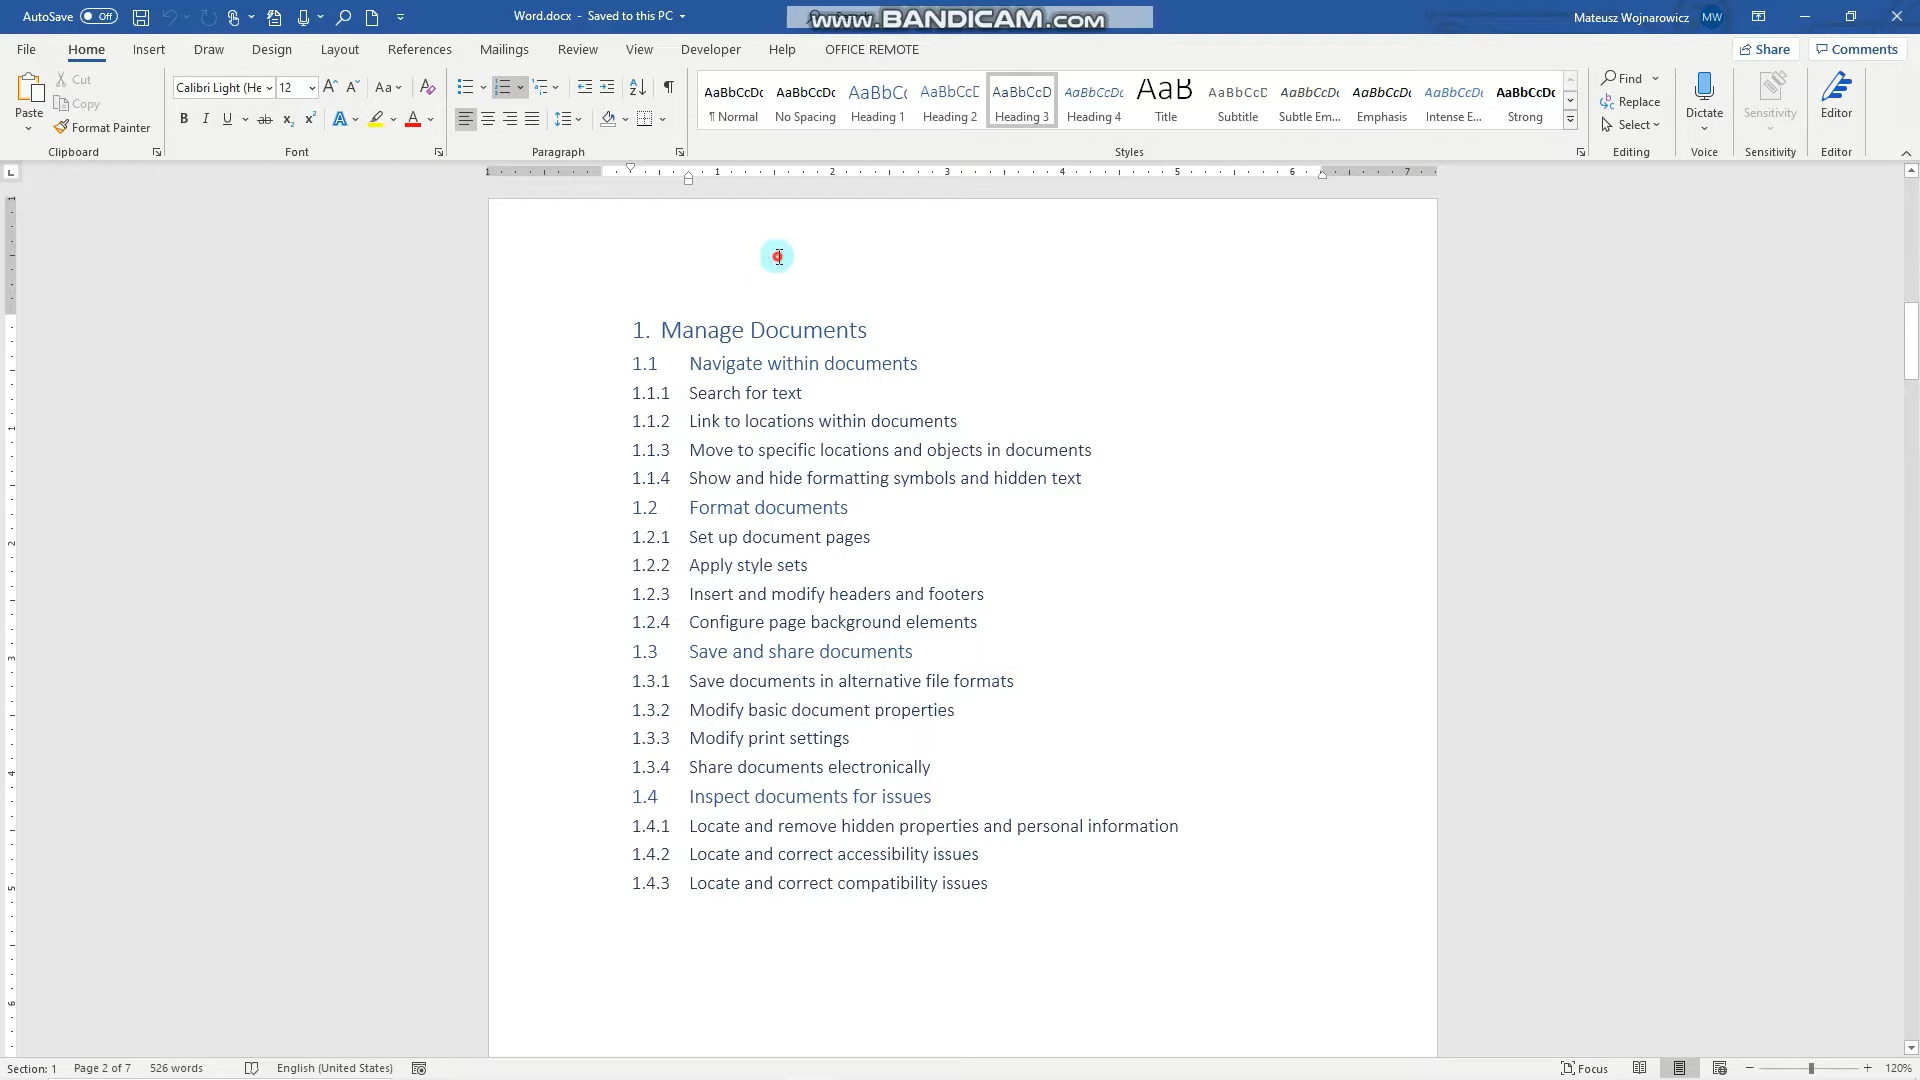 AutoSave Off
Word.docx - Saved to this PC
www.BANDICAM.com
Mateusz Wojnarowicz MW
File Home Insert Draw Design Layout References Mailings Review View Developer Help OFFICE REMOTE
Share Comments
Paste
Cut
Copy
Format Painter
Clipboard
Calibri Light (He 12
Font
Paragraph
AaBbCcDc AaBbCcDc AaBbCc AaBbCcD AaBbCcD AaBbCcDc AaB AaBbCcD AaBbCcDc AaBbCcDc AaBbCcDc AaBbCcDc
¶ Normal No Spacing Heading 1 Heading 2 Heading 3 Heading 4 Title Subtitle Subtle Em... Emphasis Intense E... Strong
Styles
Find
Replace
Select
Editing
Dictate
Voice
Sensitivity
Sensitivity
Editor
Editor
1 1 2 3 4 5 6 7
1. Manage Documents
1.1 Navigate within documents
1.1.1 Search for text
1.1.2 Link to locations within documents
1.1.3 Move to specific locations and objects in documents
1.1.4 Show and hide formatting symbols and hidden text
1.2 Format documents
1.2.1 Set up document pages
1.2.2 Apply style sets
1.2.3 Insert and modify headers and footers
1.2.4 Configure page background elements
1.3 Save and share documents
1.3.1 Save documents in alternative file formats
1.3.2 Modify basic document properties
1.3.3 Modify print settings
1.3.4 Share documents electronically
1.4 Inspect documents for issues
1.4.1 Locate and remove hidden properties and personal information
1.4.2 Locate and correct accessibility issues
1.4.3 Locate and correct compatibility issues
Section: 1 Page 2 of 7 526 words English (United States)
Focus
120%